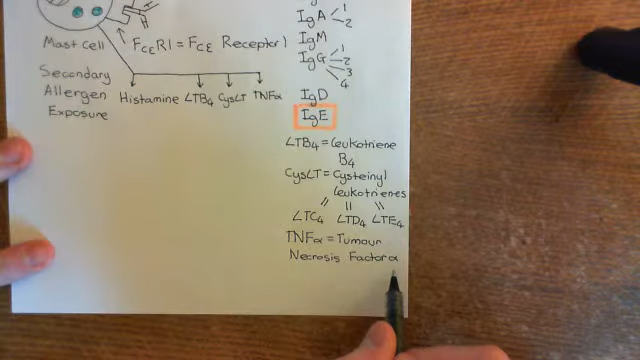 IgA 1
2
IgM
IgG 1
2
3
4
IgD
IgE
Mast Cell
FCεRI = FCε Receptor I
Secondary
Allergen
Exposure
Histamine LTB4 CysLT TNFα
LTB4 = Leukotriene
B4
CysLT = Cysteinyl
Leukotrienes
LTC4 LTD4 LTE4
TNFα = Tumour
Necrosis Factor α